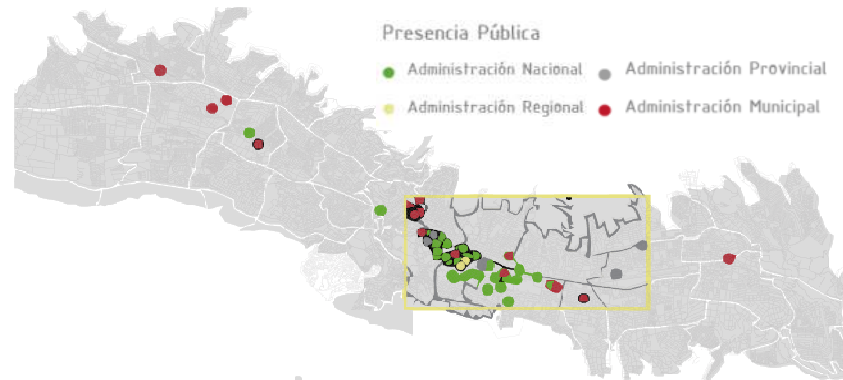 Presencia Pública
Administración Nacional
Administración Provincial
Administración Regional
Administración Municipal